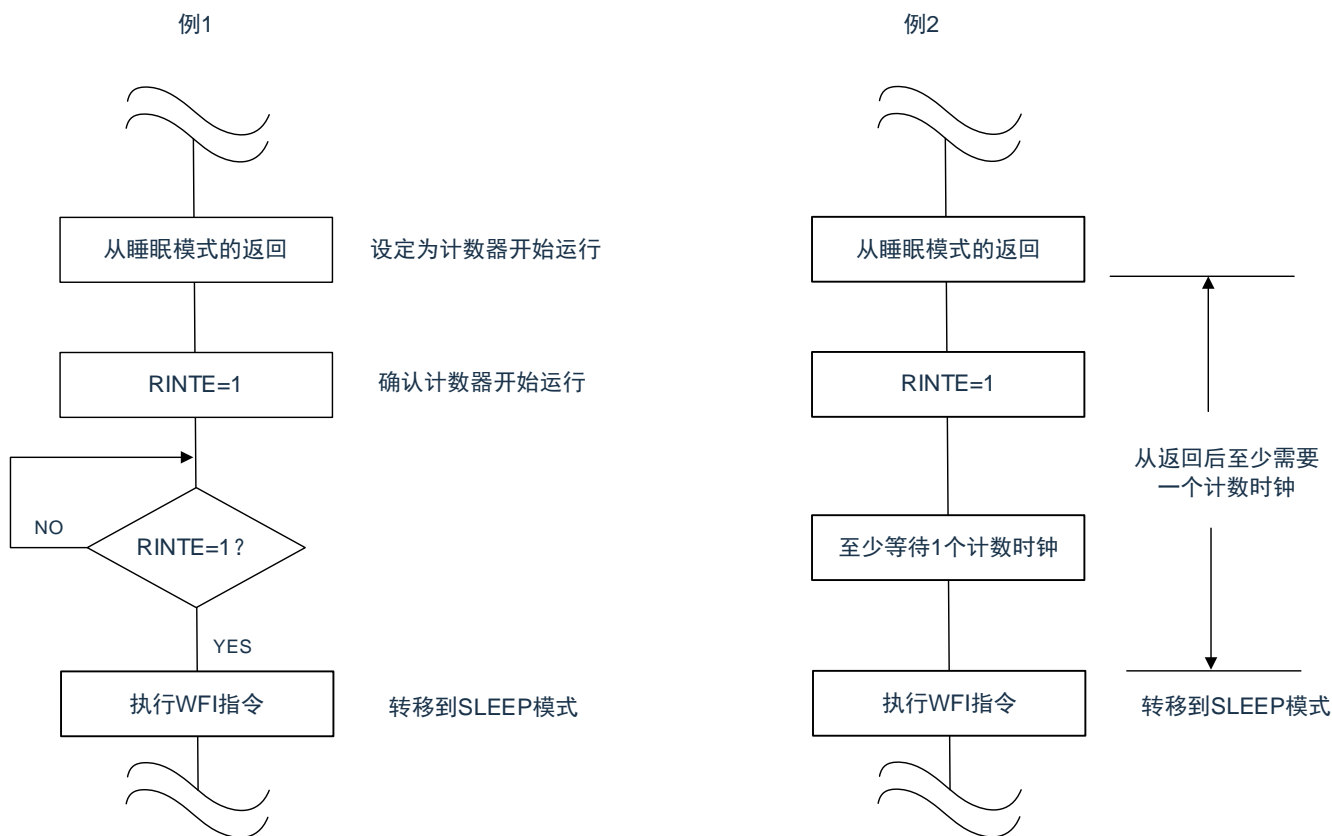 例1
从睡眠模式的返回
设定为计数器开始运行
RINTE=1
确认计数器开始运行
NO
RINTE=1?
YES
执行WFI指令
转移到SLEEP模式
例2
从睡眠模式的返回
RINTE=1
从返回后至少需要
一个计数时钟
至少等待1个计数时钟
执行WFI指令
转移到SLEEP模式